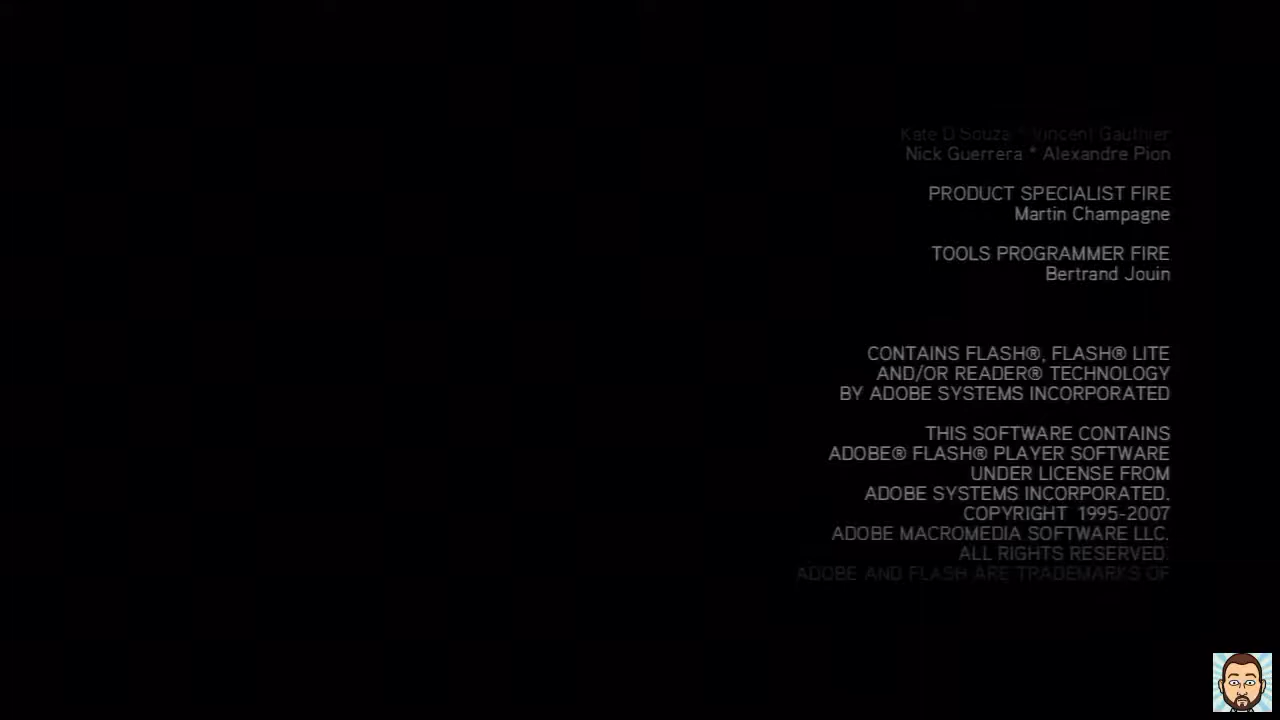 Kate D Souza * Vincent Gauthier
Nick Guerrera * Alexandre Pion
PRODUCT SPECIALIST FIRE
Martin Champagne
TOOLS PROGRAMMER FIRE
Bertrand Jouin
CONTAINS FLASH®, FLASH® LITE
AND/OR READER® TECHNOLOGY
BY ADOBE SYSTEMS INCORPORATED
THIS SOFTWARE CONTAINS
ADOBE® FLASH® PLAYER SOFTWARE
UNDER LICENSE FROM
ADOBE SYSTEMS INCORPORATED.
COPYRIGHT 1995-2007
ADOBE MACROMEDIA SOFTWARE LLC.
ALL RIGHTS RESERVED.
ADOBE AND FLASH ARE TRADEMARKS OF